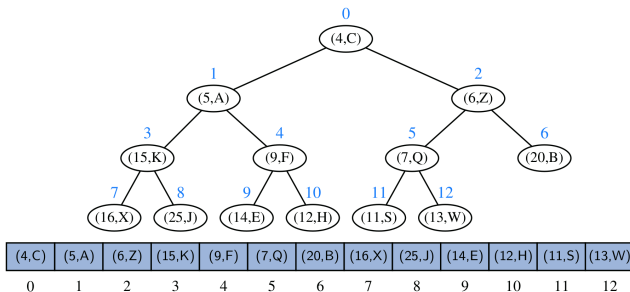 0
(4,C)
1 2
(5,A) (6,Z)
3 4 5 6
(15,K) (9,F) (7,Q) (20,B)
7 8 9 10 11 12
(16,X) (25,J) (14,E) (12,H) (11,S) (13,W)
(4,C) (5,A) (6,Z) (15,K) (9,F) (7,Q) (20,B) (16,X) (25,J) (14,E) (12,H) (11,S) (13,W)
0 1 2 3 4 5 6 7 8 9 10 11 12